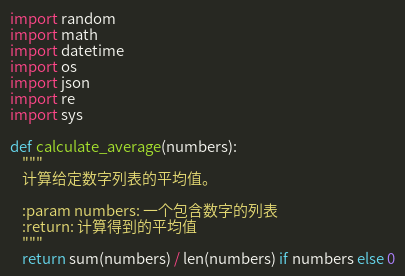 import random
import math
import datetime
import os
import json
import re
import sys

def calculate_average(numbers):
    """
    计算给定数字列表的平均值。

    :param numbers: 一个包含数字的列表
    :return: 计算得到的平均值
    """
    return sum(numbers) / len(numbers) if numbers else 0